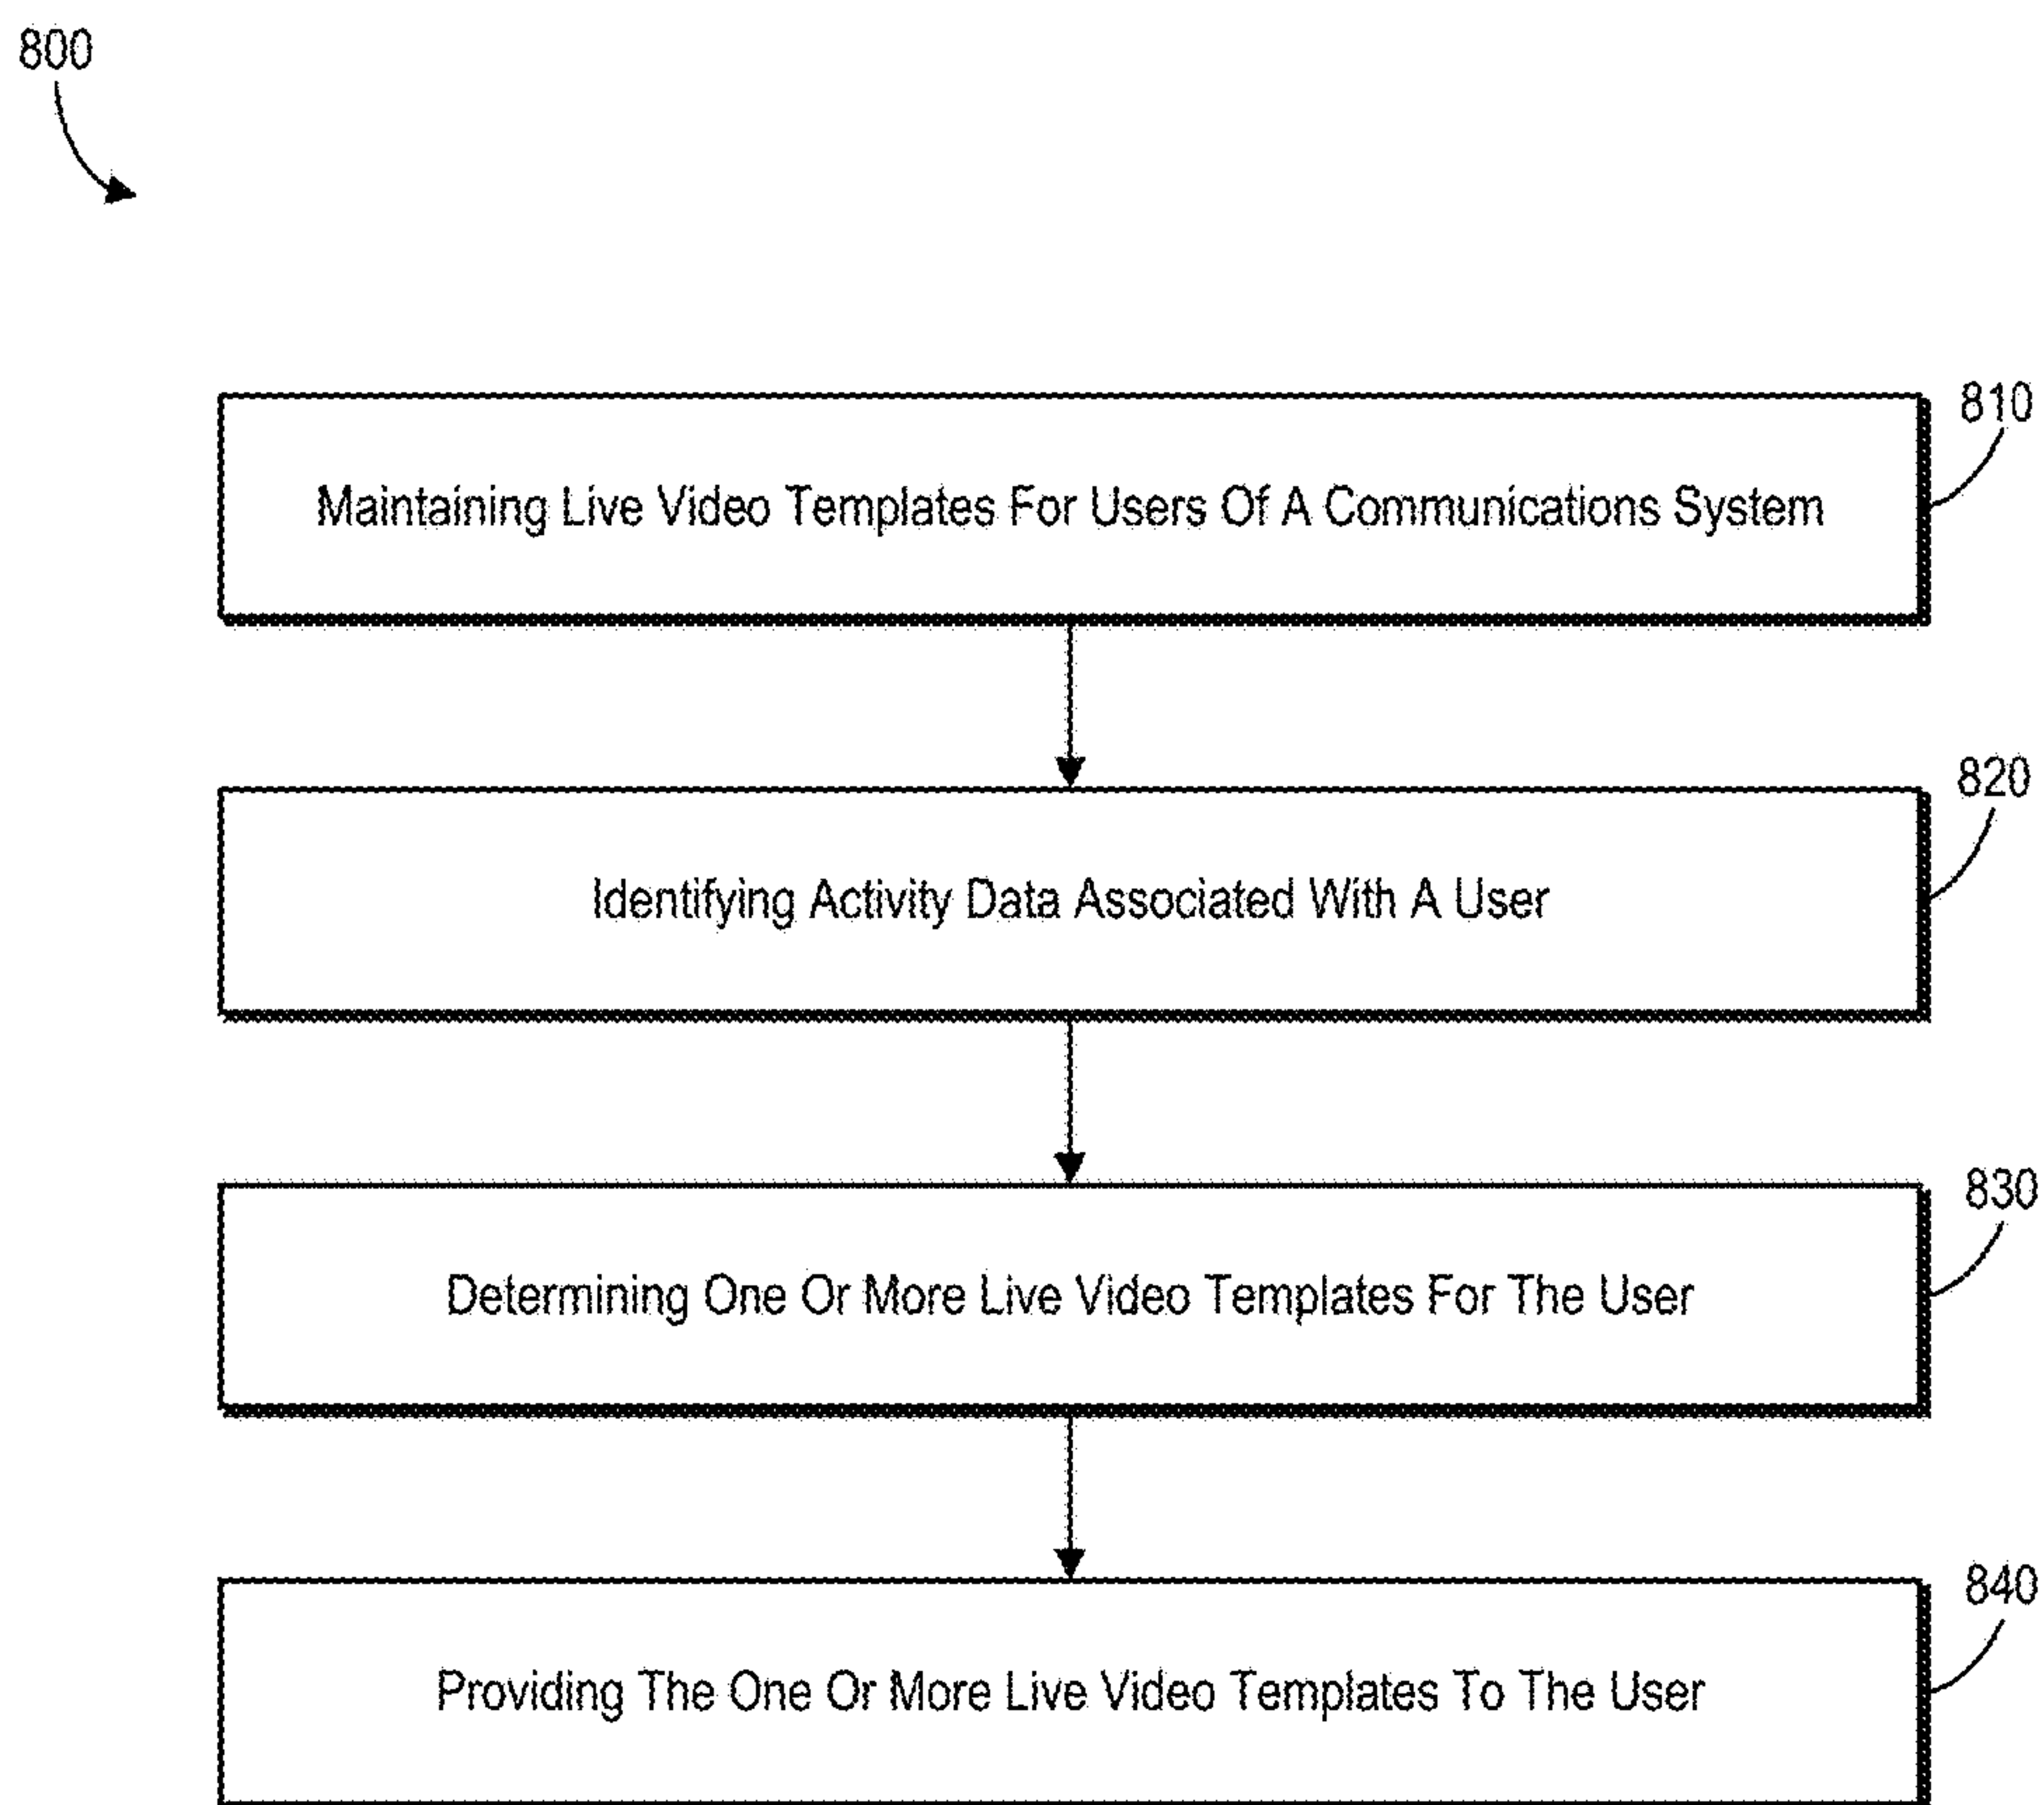 800
810
Maintaining Live Video Templates For Users Of A Communications System
820
Identifying Activity Data Associated With A User
830
Determining One Or More Live Video Templates For The User
840
Providing The One Or More Live Video Templates To The User